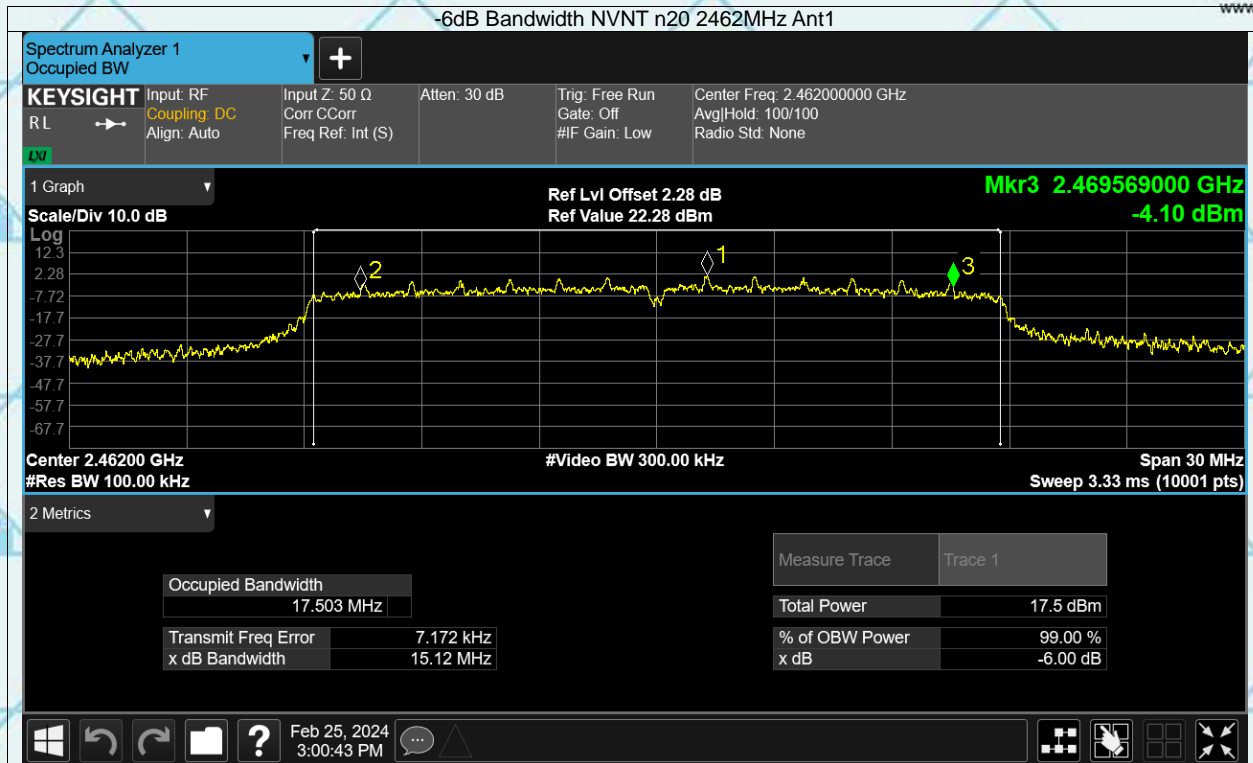 www
-6dB Bandwidth NVNT n20 2462MHz Ant1
Spectrum Analyzer 1
Occupied BW
+
KEYSIGHT
RL
LXI
Input: RF
Coupling: DC
Align: Auto
Input Z: 50 Ω
Corr CCorr
Freq Ref: Int (S)
Atten: 30 dB
Trig: Free Run
Gate: Off
#IF Gain: Low
Center Freq: 2.462000000 GHz
Avg|Hold: 100/100
Radio Std: None
1 Graph
Scale/Div 10.0 dB
Ref Lvl Offset 2.28 dB
Ref Value 22.28 dBm
Mkr3 2.469569000 GHz
-4.10 dBm
Log
12.3
2.28
-7.72
-17.7
-27.7
-37.7
-47.7
-57.7
-67.7
2
1
3
Center 2.46200 GHz
#Video BW 300.00 kHz
Span 30 MHz
#Res BW 100.00 kHz
Sweep 3.33 ms (10001 pts)
2 Metrics
Measure Trace Trace 1
Occupied Bandwidth
17.503 MHz
Total Power 17.5 dBm
Transmit Freq Error 7.172 kHz
% of OBW Power 99.00 %
x dB Bandwidth 15.12 MHz
x dB -6.00 dB
?
Feb 25, 2024
3:00:43 PM